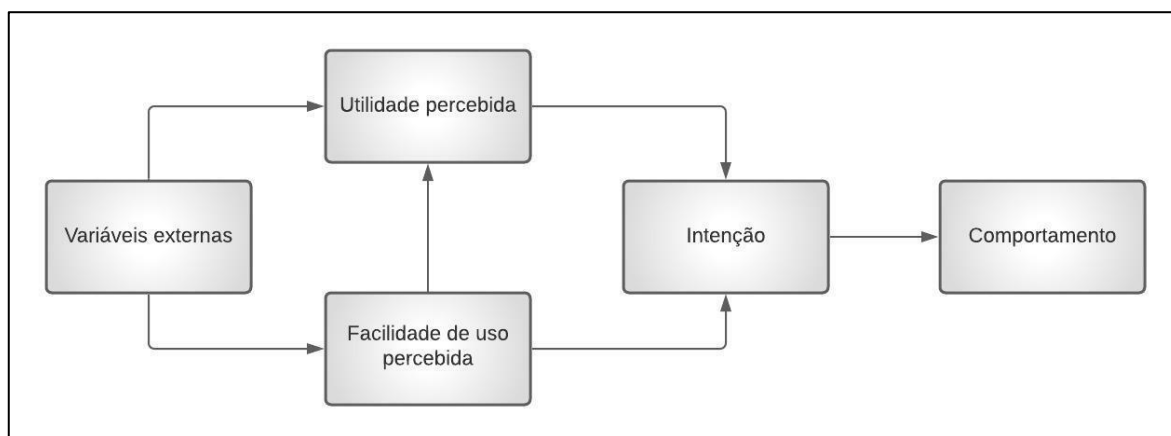 Utilidade percebida
Variáveis externas
Intenção
Comportamento
Facilidade de uso
percebida